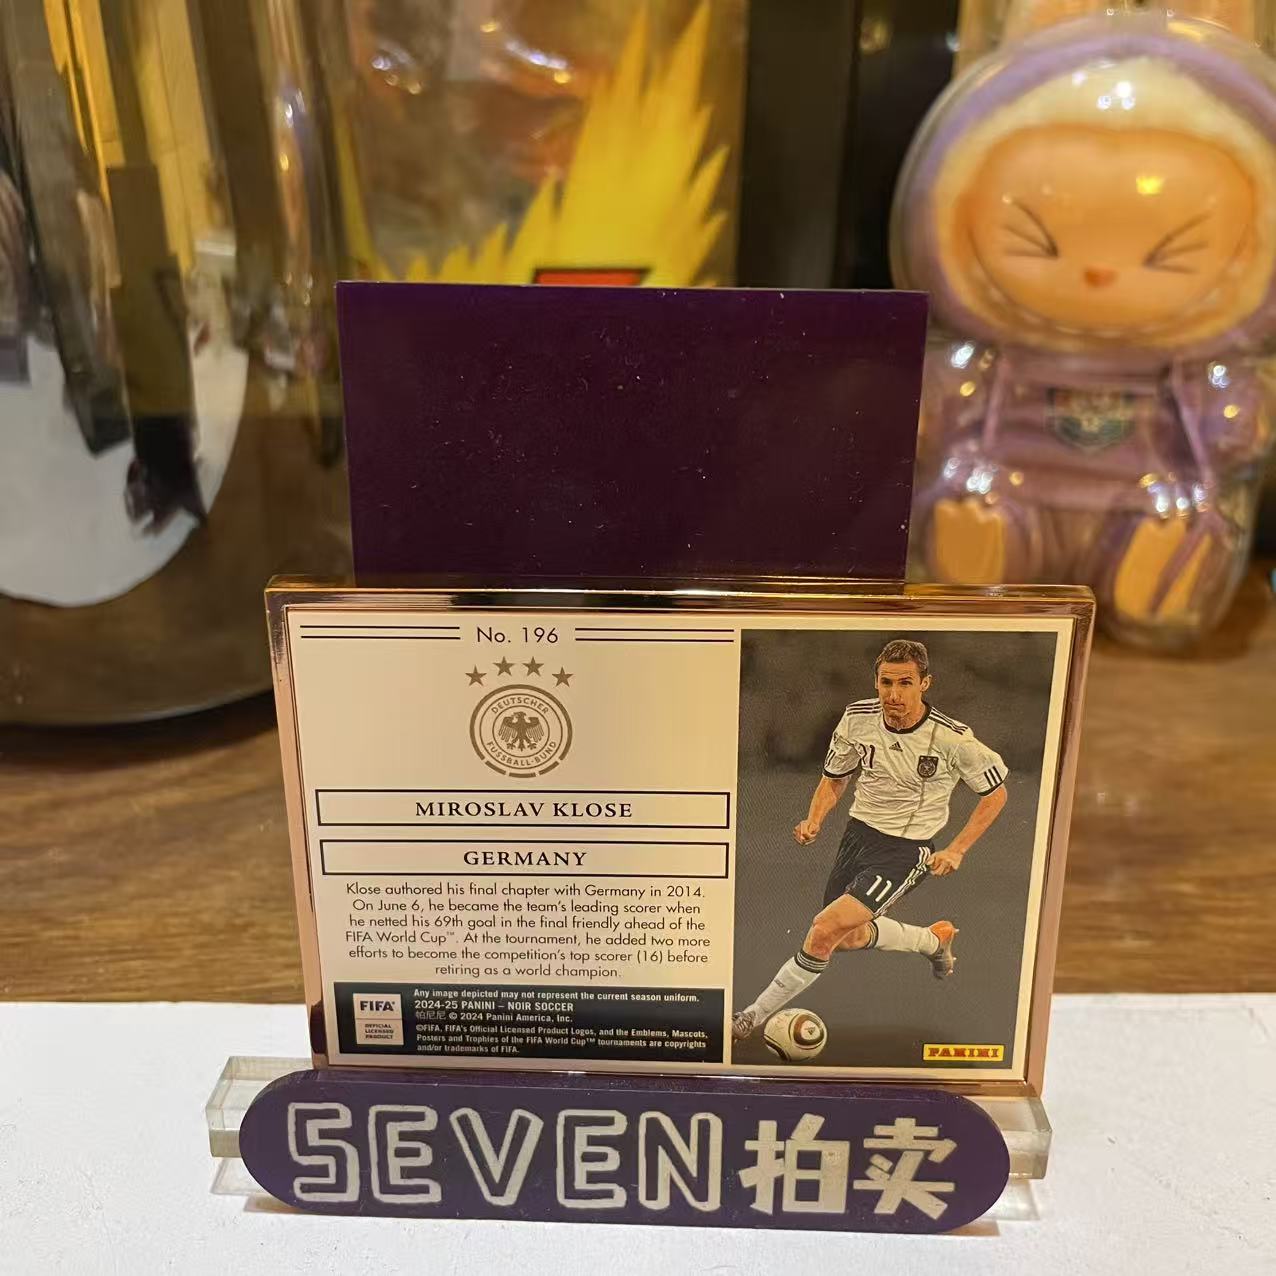 No. 196
DEUTSCHER
FUSSBALL-BUND
MIROSLAV KLOSE
GERMANY
Klose authored his final chapter with Germany in 2014.
On June 6, he became the team's leading scorer when
he netted his 69th goal in the final friendly ahead of the
FIFA World Cup™. At the tournament, he added two more
efforts to become the competition's top scorer (16) before
retiring as a world champion.
FIFA®
OFFICIAL
LICENSED
PRODUCT
Any image depicted may not represent the current season uniform.
2024-25 PANINI – NOIR SOCCER
帕尼尼 © 2024 Panini America, Inc.
©FIFA, FIFA's Official Licensed Product Logos, and the Emblems, Mascots,
Posters and Trophies of the FIFA World Cup™ tournaments are copyrights
and/or trademarks of FIFA.
11
11
PANINI
SEVEN拍卖